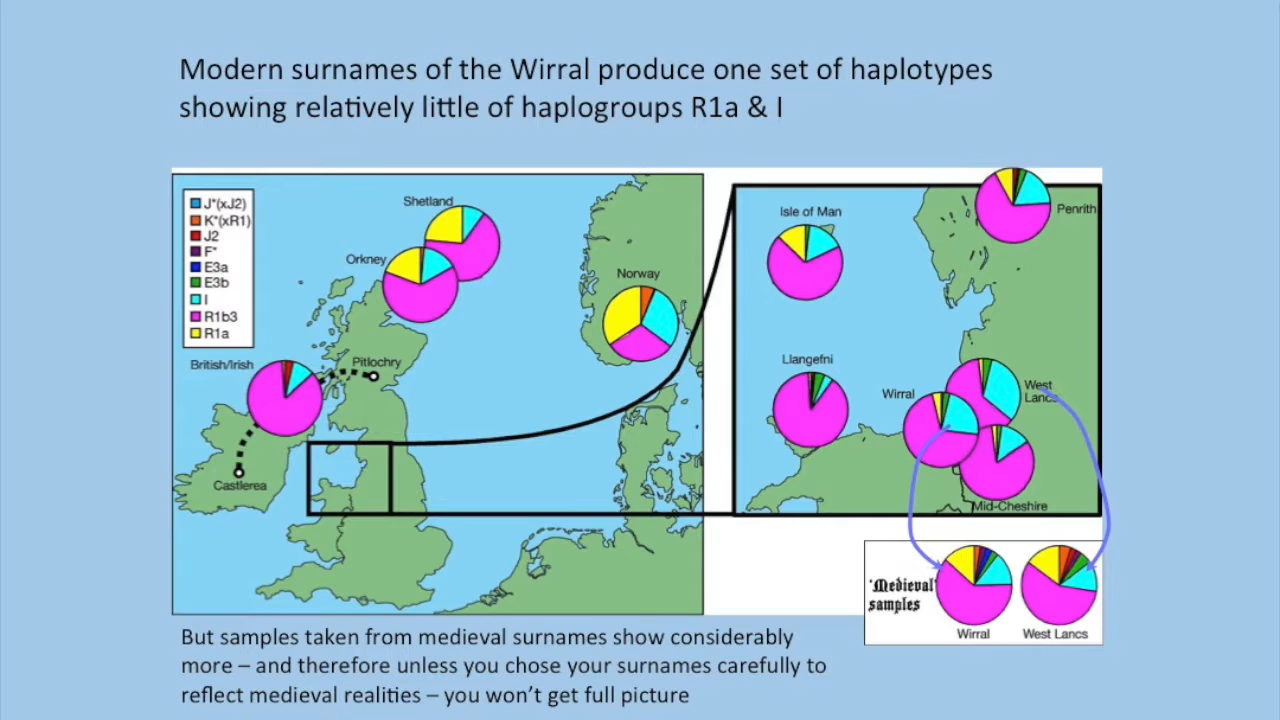 Modern surnames of the Wirral produce one set of haplotypes
showing relatively little of haplogroups R1a & I
J*(xJ2)
K*(xR1)
J2
F*
E3a
E3b
I
R1b3
R1a
Shetland
Orkney
Norway
British/Irish
Pitlochry
Castlerea
Isle of Man
Penrith
Llangefni
Wirral
West
Lancs
Mid-Cheshire
'Medieval'
samples
Wirral
West Lancs
But samples taken from medieval surnames show considerably
more – and therefore unless you chose your surnames carefully to
reflect medieval realities – you won't get full picture